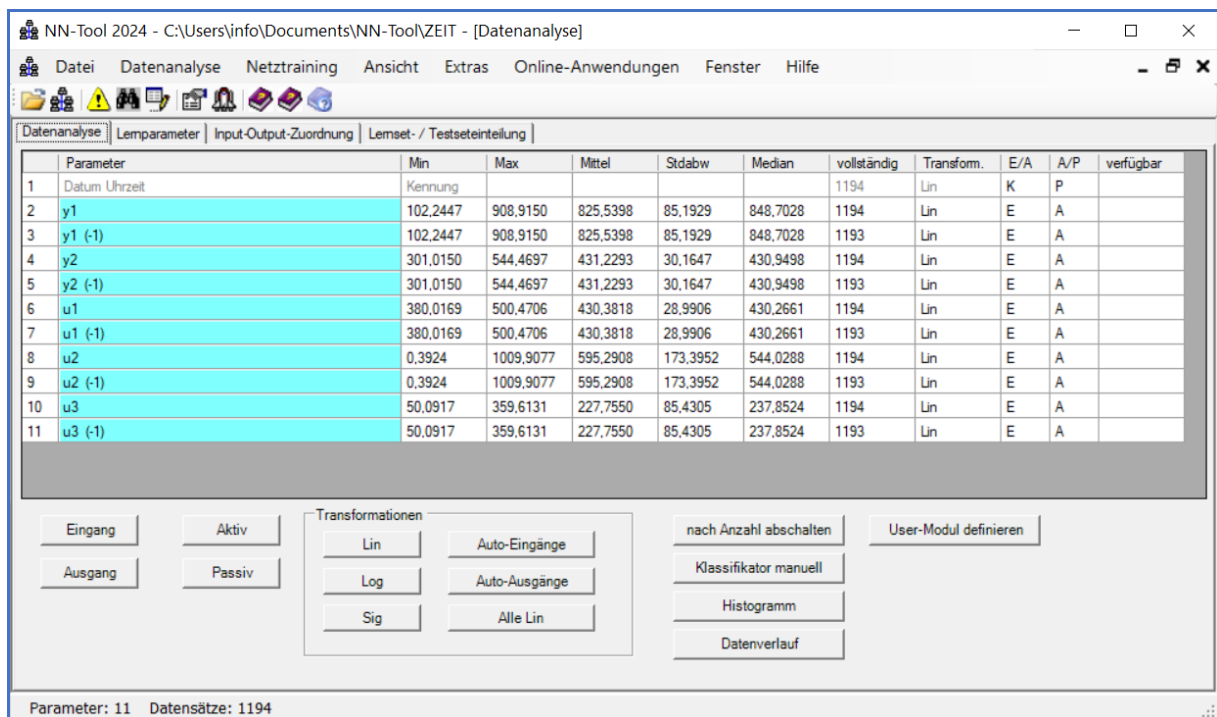 NN-Tool 2024 - C:\Users\info\Documents\NN-Tool\ZEIT - [Datenanalyse]
Datei Datenanalyse Netztraining Ansicht Extras Online-Anwendungen Fenster Hilfe
Datenanalyse Lernparameter Input-Output-Zuordnung Lernset- / Testseteinteilung
Parameter Min Max Mittel Stdabw Median vollständig Transform. E/A A/P verfügbar
1 Datum Uhrzeit Kennung 1194 Lin K P
2 y1 102,2447 908,9150 825,5398 85,1929 848,7028 1194 Lin E A
3 y1 (-1) 102,2447 908,9150 825,5398 85,1929 848,7028 1193 Lin E A
4 y2 301,0150 544,4697 431,2293 30,1647 430,9498 1194 Lin E A
5 y2 (-1) 301,0150 544,4697 431,2293 30,1647 430,9498 1193 Lin E A
6 u1 380,0169 500,4706 430,3818 28,9906 430,2661 1194 Lin E A
7 u1 (-1) 380,0169 500,4706 430,3818 28,9906 430,2661 1193 Lin E A
8 u2 0,3924 1009,9077 595,2908 173,3952 544,0288 1194 Lin E A
9 u2 (-1) 0,3924 1009,9077 595,2908 173,3952 544,0288 1193 Lin E A
10 u3 50,0917 359,6131 227,7550 85,4305 237,8524 1194 Lin E A
11 u3 (-1) 50,0917 359,6131 227,7550 85,4305 237,8524 1193 Lin E A
Transformationen
Eingang Aktiv Lin Auto-Eingänge nach Anzahl abschalten User-Modul definieren
Ausgang Passiv Log Auto-Ausgänge Klassifikator manuell
Sig Alle Lin Histogramm
Datenverlauf
Parameter: 11 Datensätze: 1194